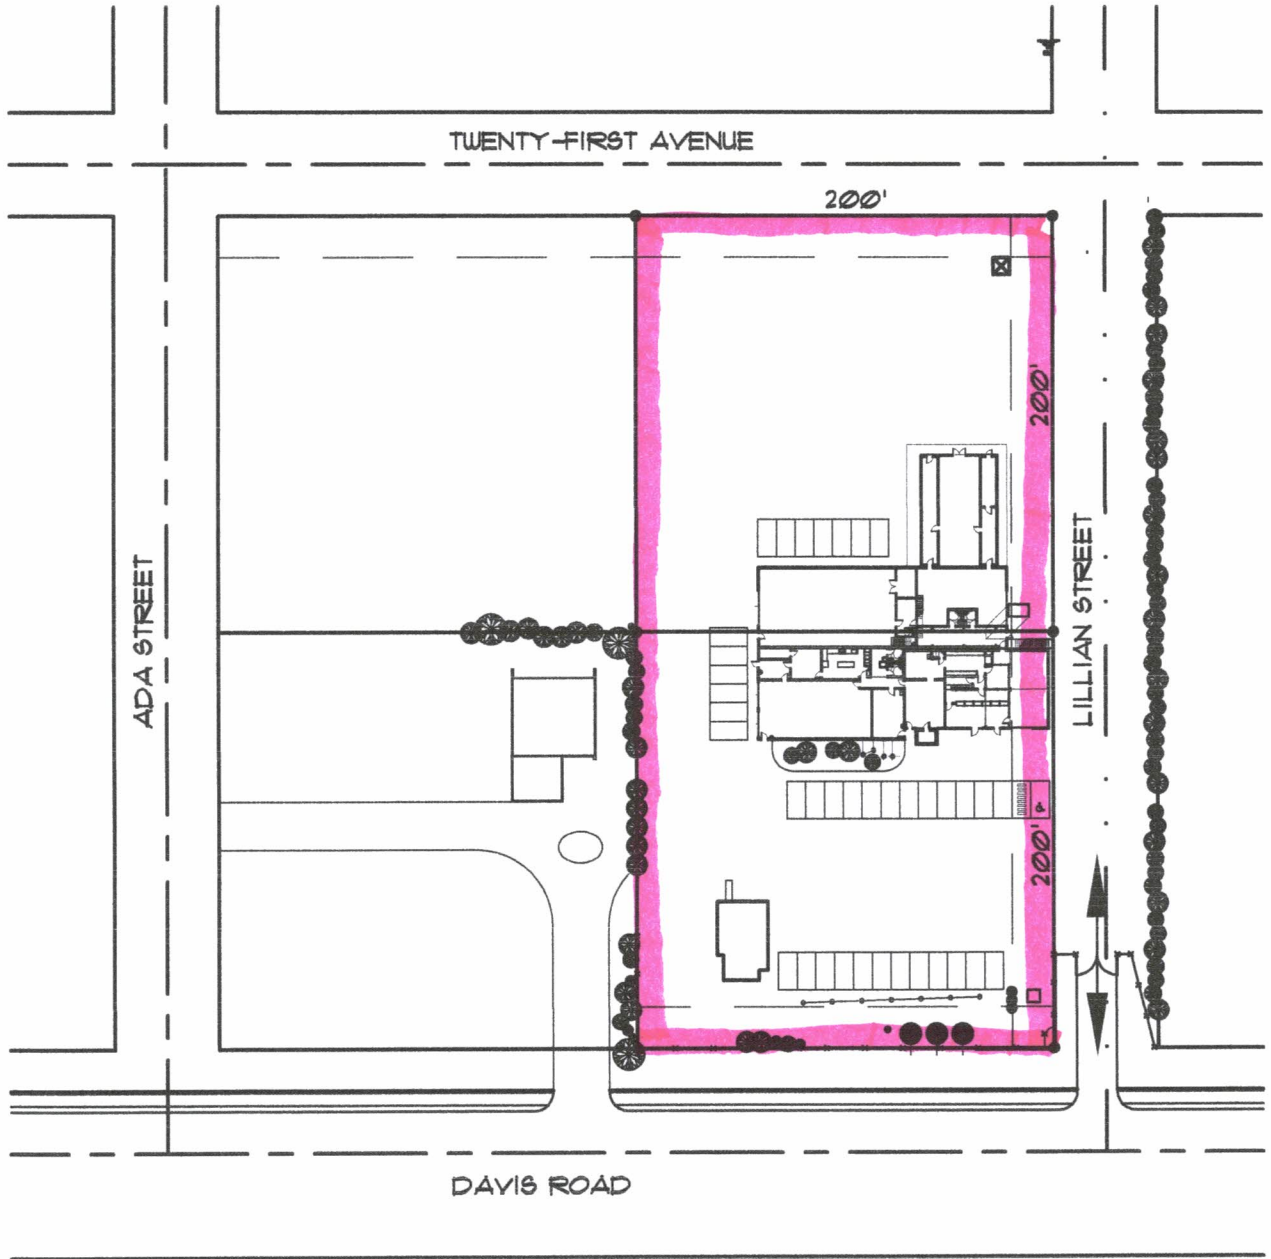 TWENTY-FIRST AVENUE
200'
200'
ADA STREET
LILLIAN STREET
200'
DAVIS ROAD